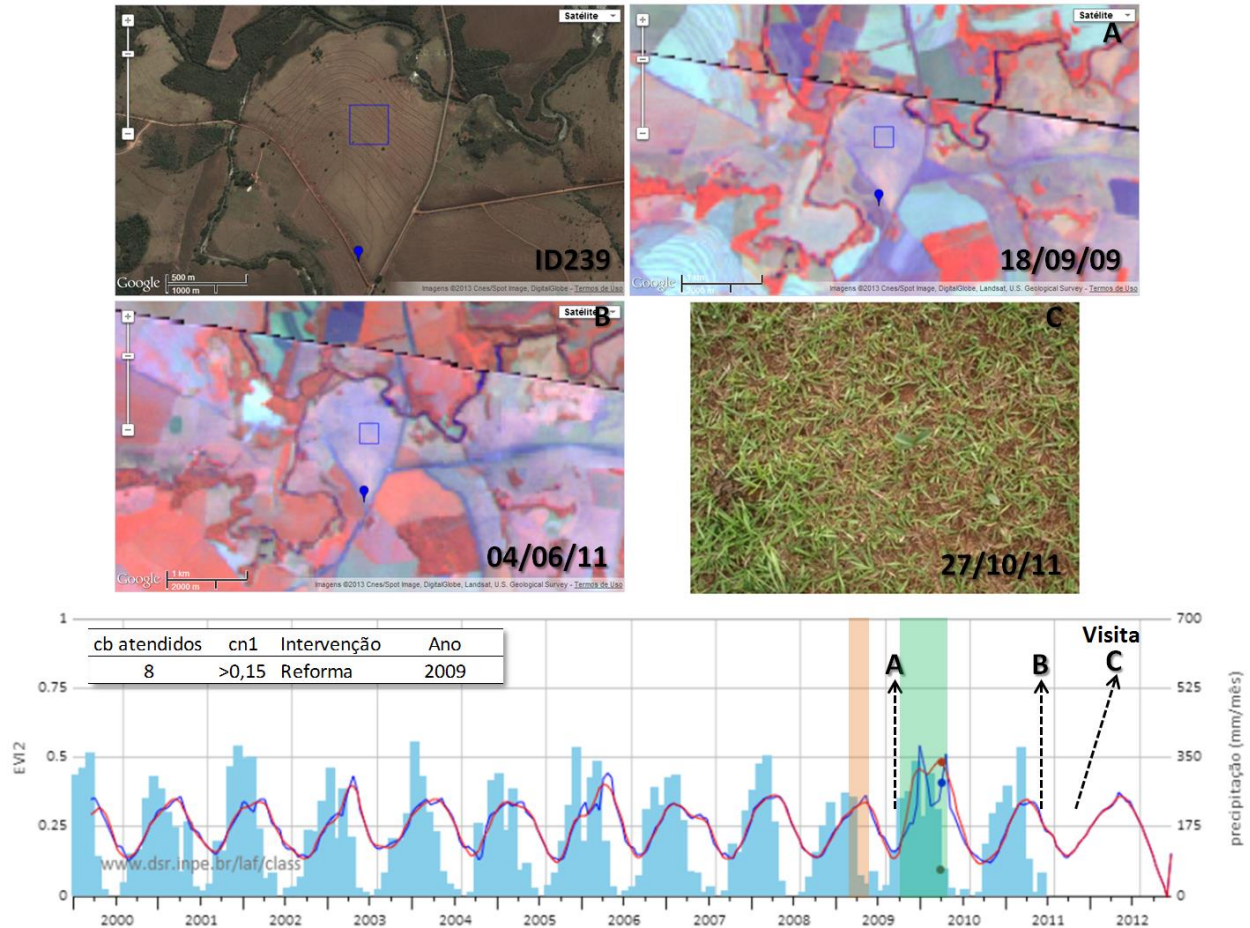 Satélite
ID239
Google
500 m
1000 m
Imagens ©2013 Cnes/Spot Image, DigitalGlobe - Termos de Uso
Satélite
A
18/09/09
Google
Imagens ©2013 Cnes/Spot Image, DigitalGlobe, Landsat, U.S. Geological Survey - Termos de Uso
Satélite
B
04/06/11
Google
1 km
2000 m
Imagens ©2013 Cnes/Spot Image, DigitalGlobe, Landsat, U.S. Geological Survey - Termos de Uso
C
27/10/11
cb atendidos cn1 Intervenção Ano
8 >0,15 Reforma 2009
A
B
Visita
C
EVI2
1
0.75
0.5
0.25
0
700
525
350
175
0
precipitação (mm/mês)
www.dsr.inpe.br/laf/class
2000 2001 2002 2003 2004 2005 2006 2007 2008 2009 2010 2011 2012